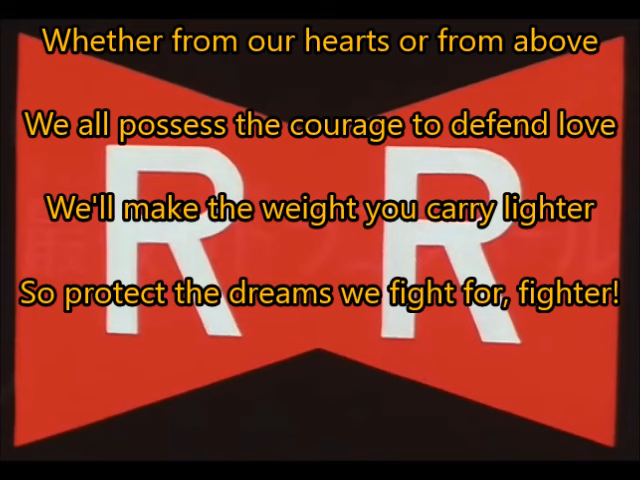 Whether from our hearts or from above
We all possess the courage to defend love
R R
We'll make the weight you carry lighter
So protect the dreams we fight for, fighter!